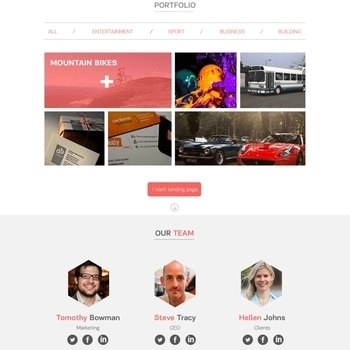 PORTFOLIO
ALL / ENTERTAINMENT / SPORT / BUSINESS / BUILDING
MOUNTAIN BIKES
I want landing page
OUR TEAM
Tomothy Bowman
Steve Tracy
Hellen Johns
Marketing
CEO
Clients